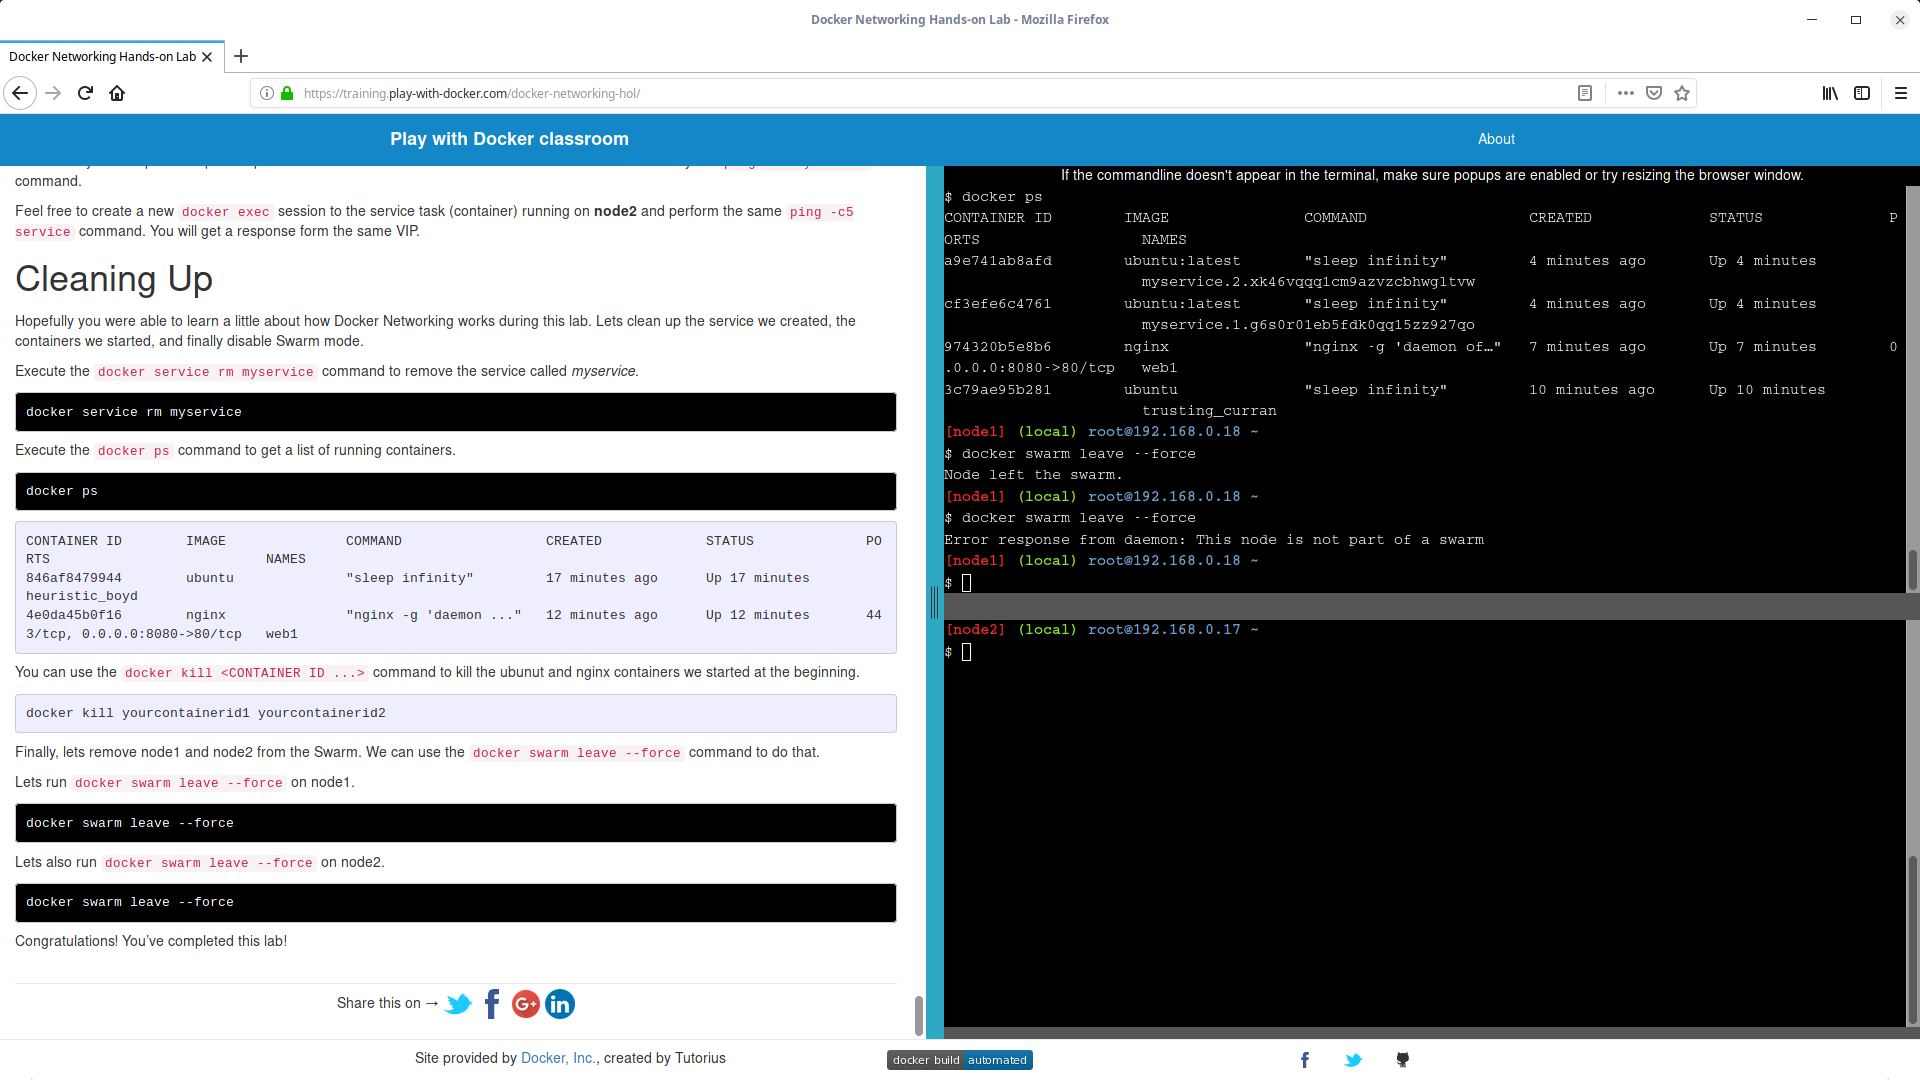 Docker Networking Hands-on Lab - Mozilla Firefox
Docker Networking Hands-on Lab
https://training.play-with-docker.com/docker-networking-hol/
Play with Docker classroom
About
command.
Feel free to create a new docker exec session to the service task (container) running on node2 and perform the same ping -c5
service command. You will get a response form the same VIP.
Cleaning Up
Hopefully you were able to learn a little about how Docker Networking works during this lab. Lets clean up the service we created, the
containers we started, and finally disable Swarm mode.
Execute the docker service rm myservice command to remove the service called myservice.
docker service rm myservice
Execute the docker ps command to get a list of running containers.
docker ps
CONTAINER ID IMAGE COMMAND CREATED STATUS PO
RTS NAMES
846af8479944 ubuntu "sleep infinity" 17 minutes ago Up 17 minutes
heuristic_boyd
4e0da45b0f16 nginx "nginx -g 'daemon ..." 12 minutes ago Up 12 minutes 44
3/tcp, 0.0.0.0:8080->80/tcp web1
You can use the docker kill <CONTAINER ID ...> command to kill the ubunut and nginx containers we started at the beginning.
docker kill yourcontainerid1 yourcontainerid2
Finally, lets remove node1 and node2 from the Swarm. We can use the docker swarm leave --force command to do that.
Lets run docker swarm leave --force on node1.
docker swarm leave --force
Lets also run docker swarm leave --force on node2.
docker swarm leave --force
Congratulations! You've completed this lab!
Share this on →
If the commandline doesn't appear in the terminal, make sure popups are enabled or try resizing the browser window.
$ docker ps
CONTAINER ID IMAGE COMMAND CREATED STATUS P
ORTS NAMES
a9e741ab8afd ubuntu:latest "sleep infinity" 4 minutes ago Up 4 minutes
myservice.2.xk46vqqq1cm9azvzcbhwgltvw
cf3efe6c4761 ubuntu:latest "sleep infinity" 4 minutes ago Up 4 minutes
myservice.1.g6s0r01eb5fdk0qq15zz927qo
974320b5e8b6 nginx "nginx -g 'daemon of…" 7 minutes ago Up 7 minutes 0
.0.0.0:8080->80/tcp web1
3c79ae95b281 ubuntu "sleep infinity" 10 minutes ago Up 10 minutes
trusting_curran
[node1] (local) root@192.168.0.18 ~
$ docker swarm leave --force
Node left the swarm.
[node1] (local) root@192.168.0.18 ~
$ docker swarm leave --force
Error response from daemon: This node is not part of a swarm
[node1] (local) root@192.168.0.18 ~
$
[node2] (local) root@192.168.0.17 ~
$
Site provided by Docker, Inc., created by Tutorius
docker build automated